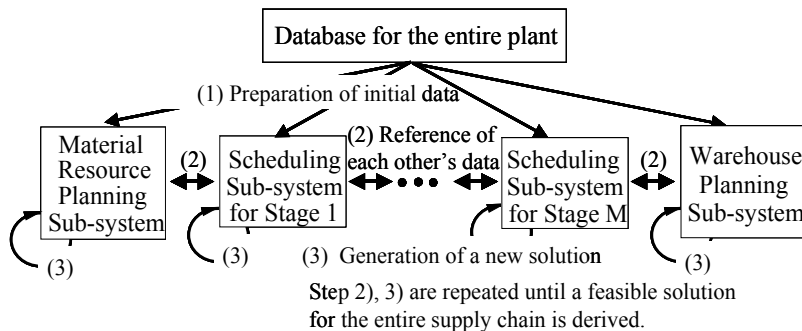 Database for the entire plant
(1) Preparation of initial data
Material
Resource
Planning
Sub-system
(2)
Scheduling
Sub-system
for Stage 1
(2) Reference of
each other's data
Scheduling
Sub-system
for Stage M
(2)
Warehouse
Planning
Sub-system
(3)
(3)
(3) Generation of a new solution
(3)
Step 2), 3) are repeated until a feasible solution
for the entire supply chain is derived.